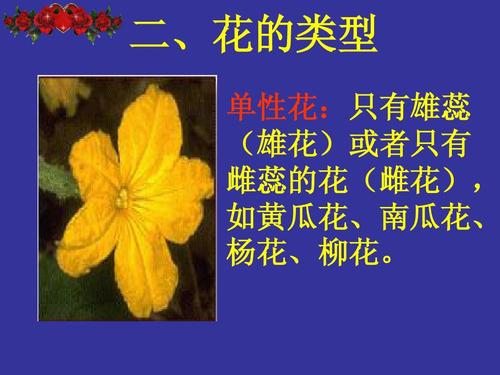 二、花的类型
单性花：只有雄蕊
（雄花）或者只有
雌蕊的花（雌花），
如黄瓜花、南瓜花、
杨花、柳花。